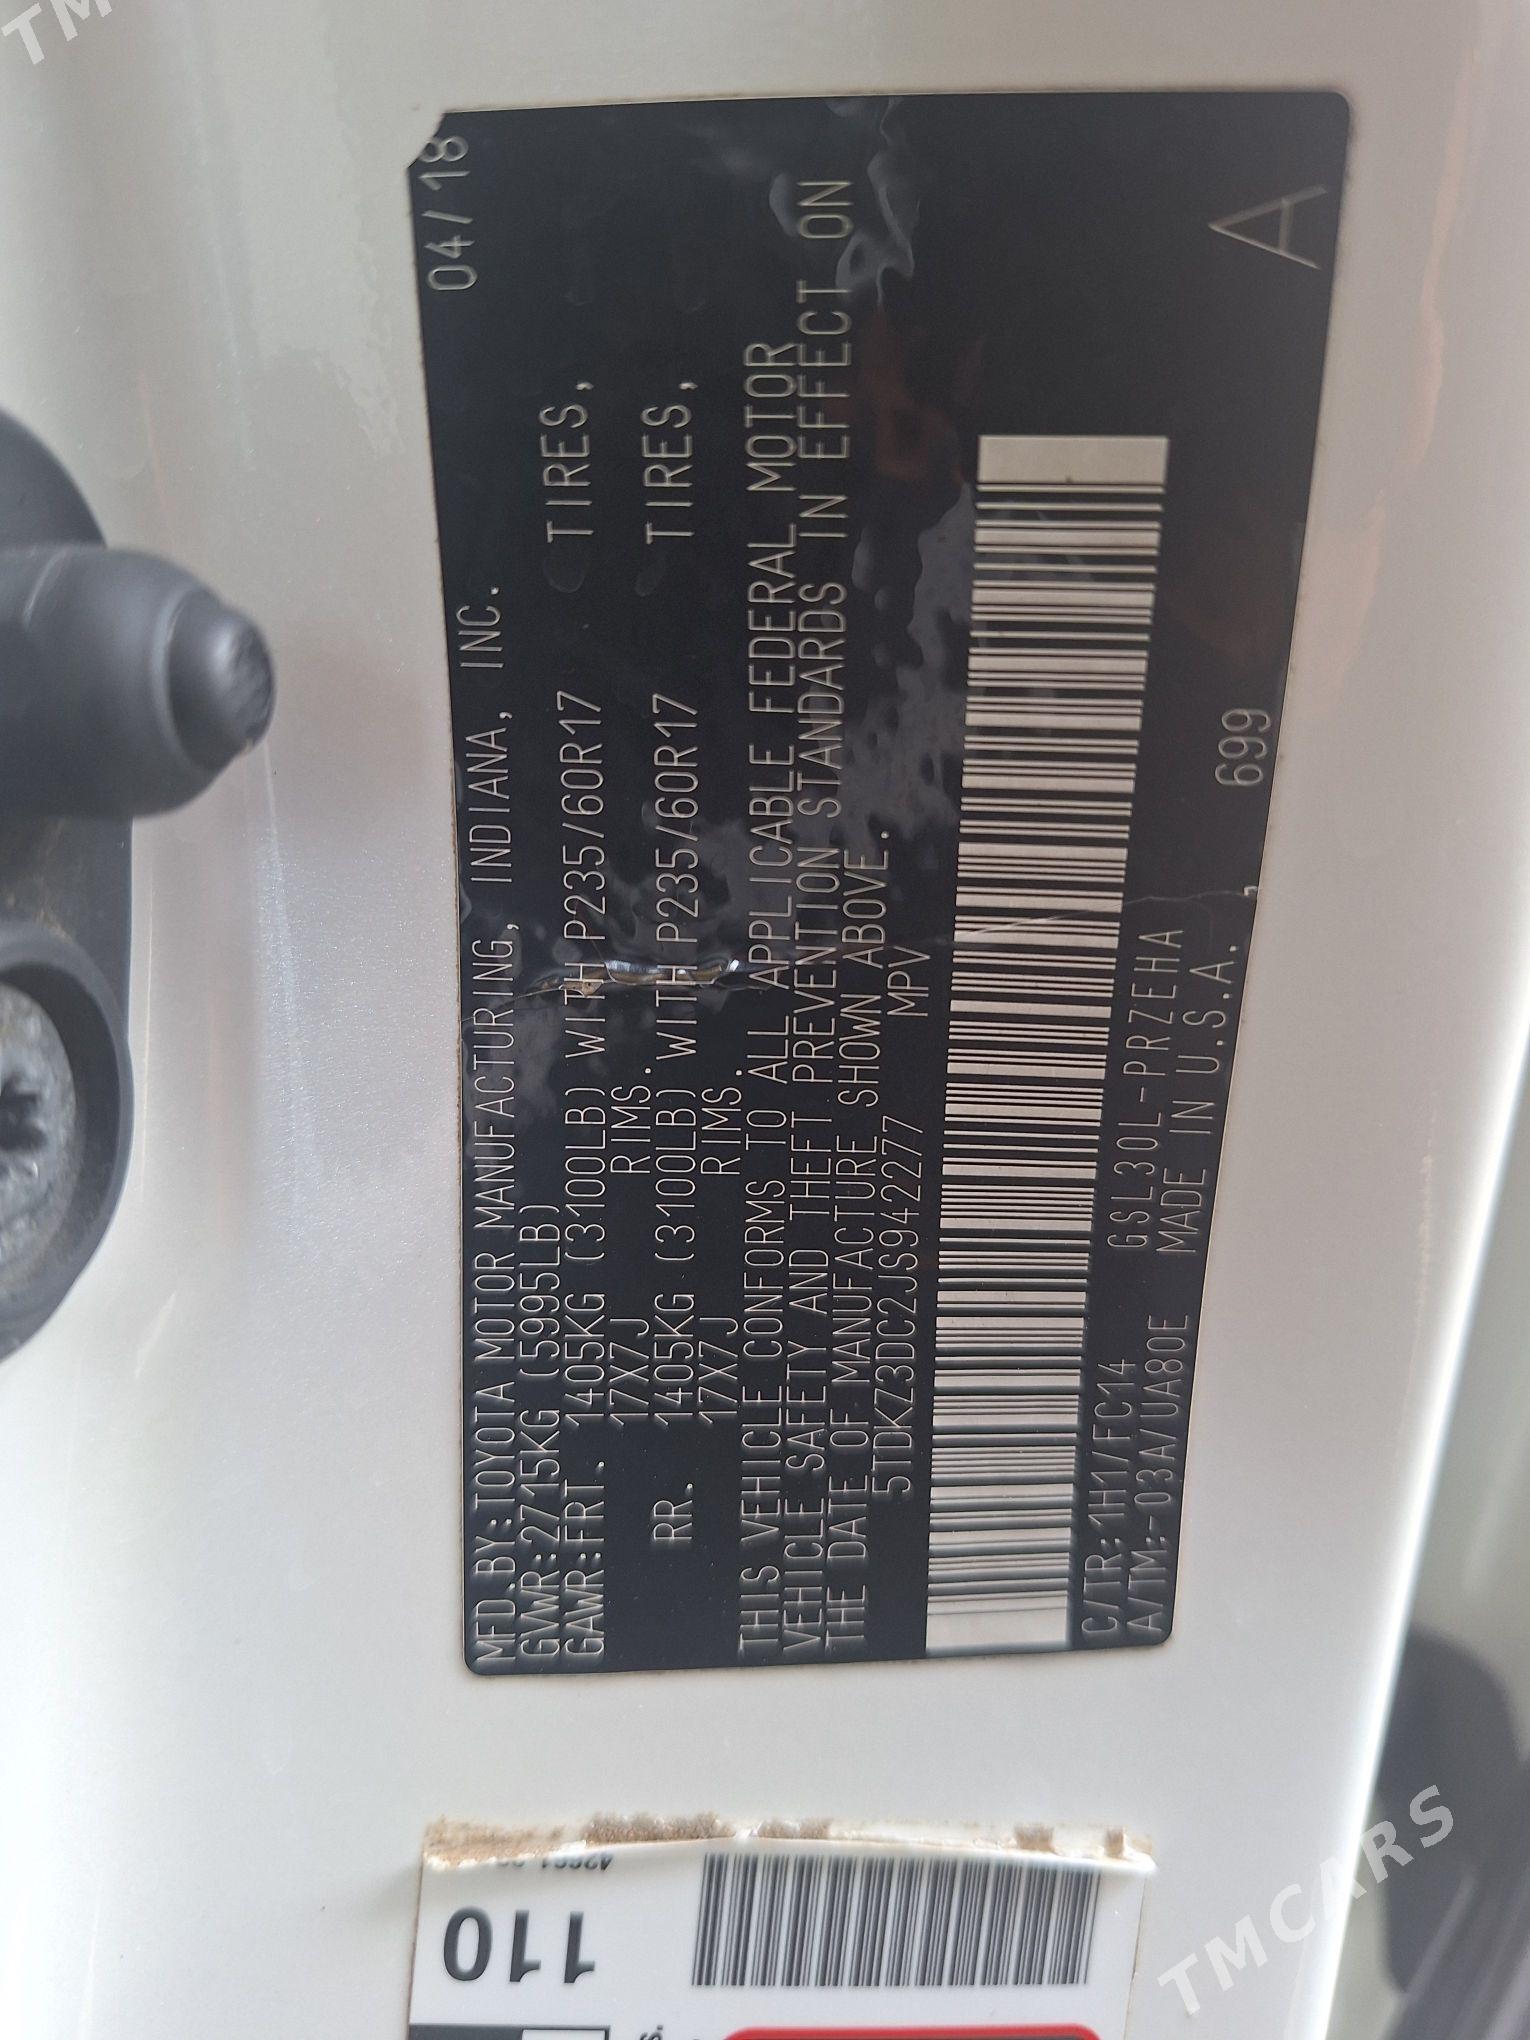 MFD.BY:TOYOTA MOTOR MANUFACTURING, INDIANA, INC. 04/18
GVWR:2715KG (5995LB)
GAWR:FRT. 1405KG (3100LB) WITH P235/60R17 TIRES,
17X7J RIMS.
RR. 1405KG (3100LB) WITH P235/60R17 TIRES,
17X7J RIMS.
THIS VEHICLE CONFORMS TO ALL APPLICABLE FEDERAL MOTOR
VEHICLE SAFETY AND THEFT PREVENTION STANDARDS IN EFFECT ON
THE DATE OF MANUFACTURE SHOWN ABOVE.
5TDKZ3DC2JS942277 MPV
C/TR:1H1/FC14 GSL30L-PRZEHA
A/TM:-03A/UA80E MADE IN U.S.A. , 699 A
110
TMCARS
TM